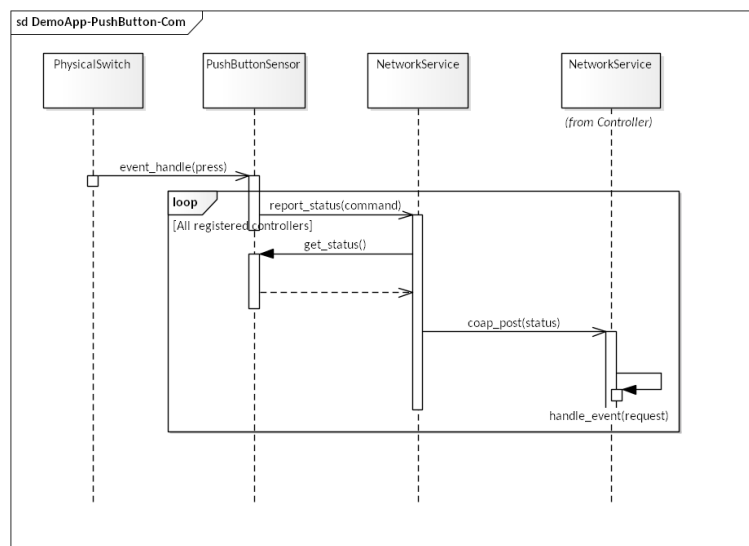 sd DemoApp-PushButton-Com
PhysicalSwitch
PushButtonSensor
NetworkService
NetworkService
(from Controller)
event_handle(press)
loop
report_status(command)
[All registered controllers]
get_status()
coap_post(status)
handle_event(request)